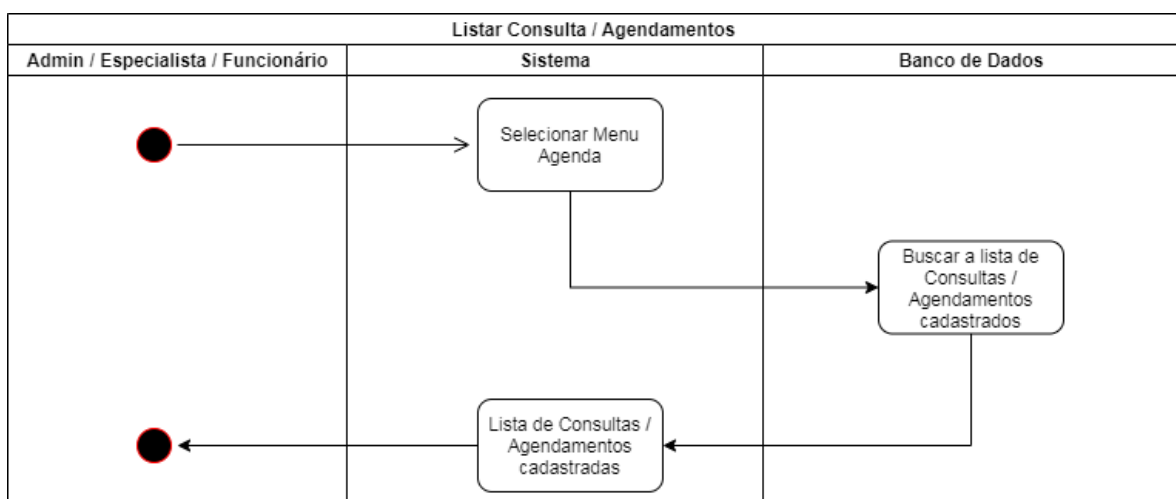 Listar Consulta / Agendamentos
Admin / Especialista / Funcionário
Sistema
Banco de Dados
Selecionar Menu
Agenda
Buscar a lista de
Consultas /
Agendamentos
cadastrados
Lista de Consultas /
Agendamentos
cadastradas